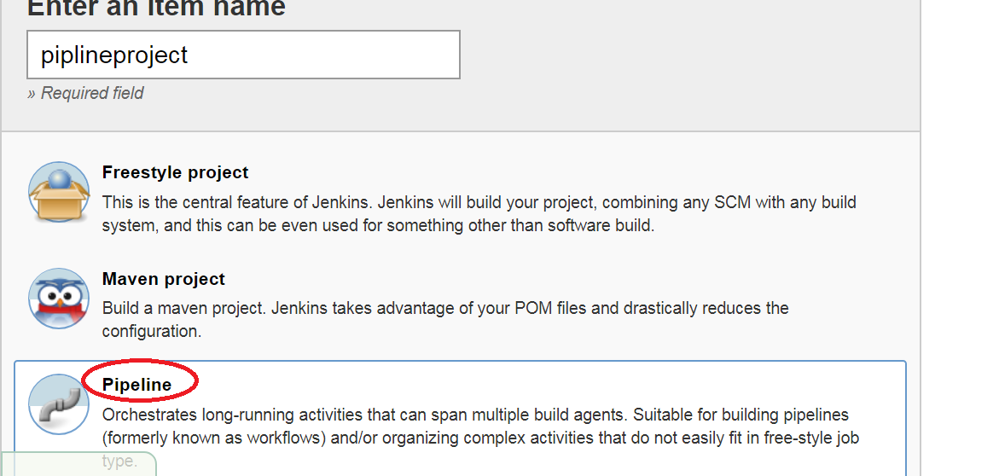 Enter an item name
piplineproject
» Required field
Freestyle project
This is the central feature of Jenkins. Jenkins will build your project, combining any SCM with any build
system, and this can be even used for something other than software build.
Maven project
Build a maven project. Jenkins takes advantage of your POM files and drastically reduces the
configuration.
Pipeline
Orchestrates long-running activities that can span multiple build agents. Suitable for building pipelines
(formerly known as workflows) and/or organizing complex activities that do not easily fit in free-style job
type.